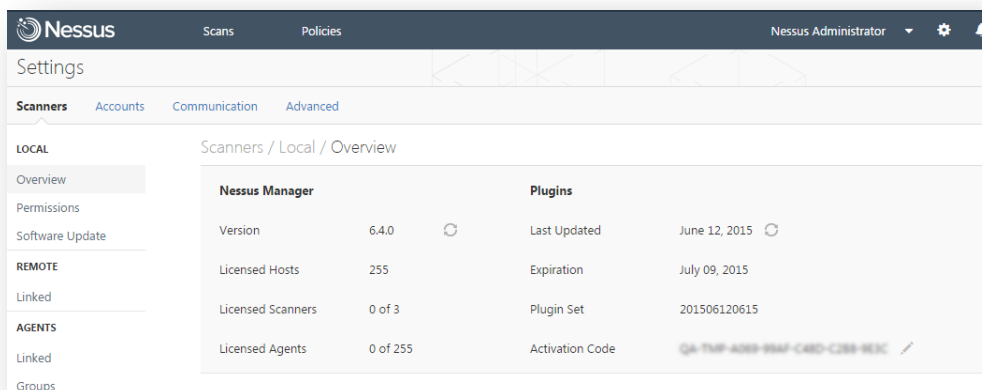 Nessus Scans Policies Nessus Administrator
Settings
Scanners Accounts Communication Advanced
LOCAL
Overview
Permissions
Software Update
REMOTE
Linked
AGENTS
Linked
Groups
Scanners / Local / Overview
Nessus Manager Plugins
Version 6.4.0 Last Updated June 12, 2015
Licensed Hosts 255 Expiration July 09, 2015
Licensed Scanners 0 of 3 Plugin Set 201506120615
Licensed Agents 0 of 255 Activation Code